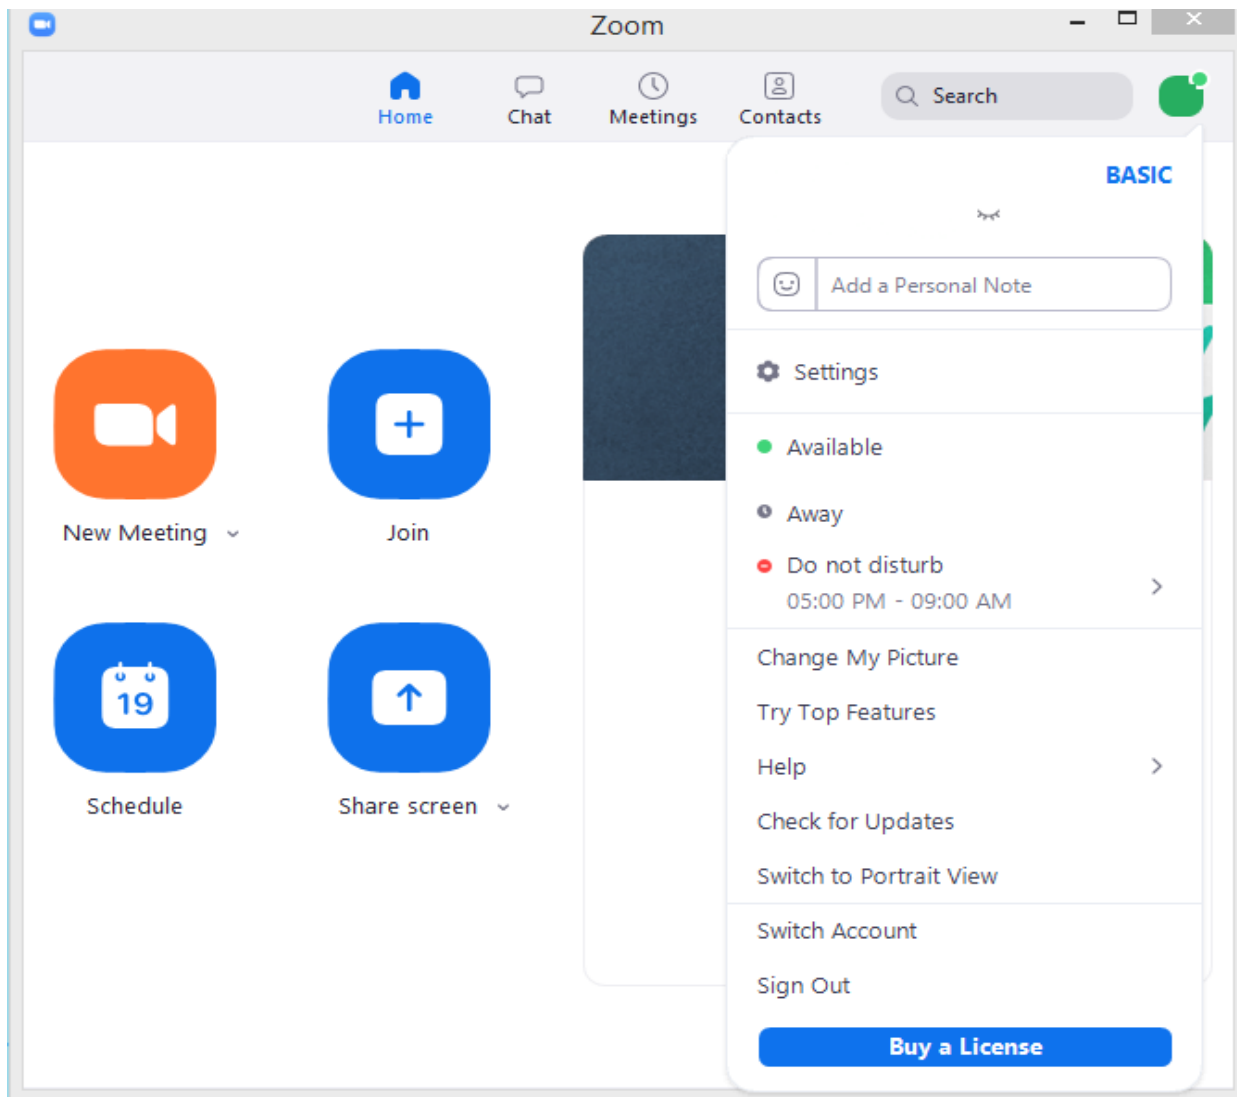 Zoom
Home
Chat
Meetings
Contacts
Search
BASIC
Add a Personal Note
Settings
Available
Away
Do not disturb
05:00 PM - 09:00 AM
Change My Picture
Try Top Features
Help
Check for Updates
Switch to Portrait View
Switch Account
Sign Out
Buy a License
New Meeting
Join
19
Schedule
Share screen